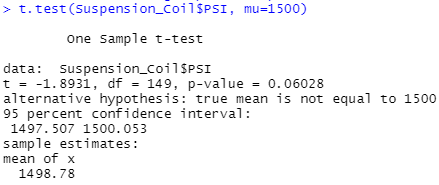 > t.test(Suspension_Coil$PSI, mu=1500)
One Sample t-test
data:  Suspension_Coil$PSI
t = -1.8931, df = 149, p-value = 0.06028
alternative hypothesis: true mean is not equal to 1500
95 percent confidence interval:
1497.507 1500.053
sample estimates:
mean of x
1498.78